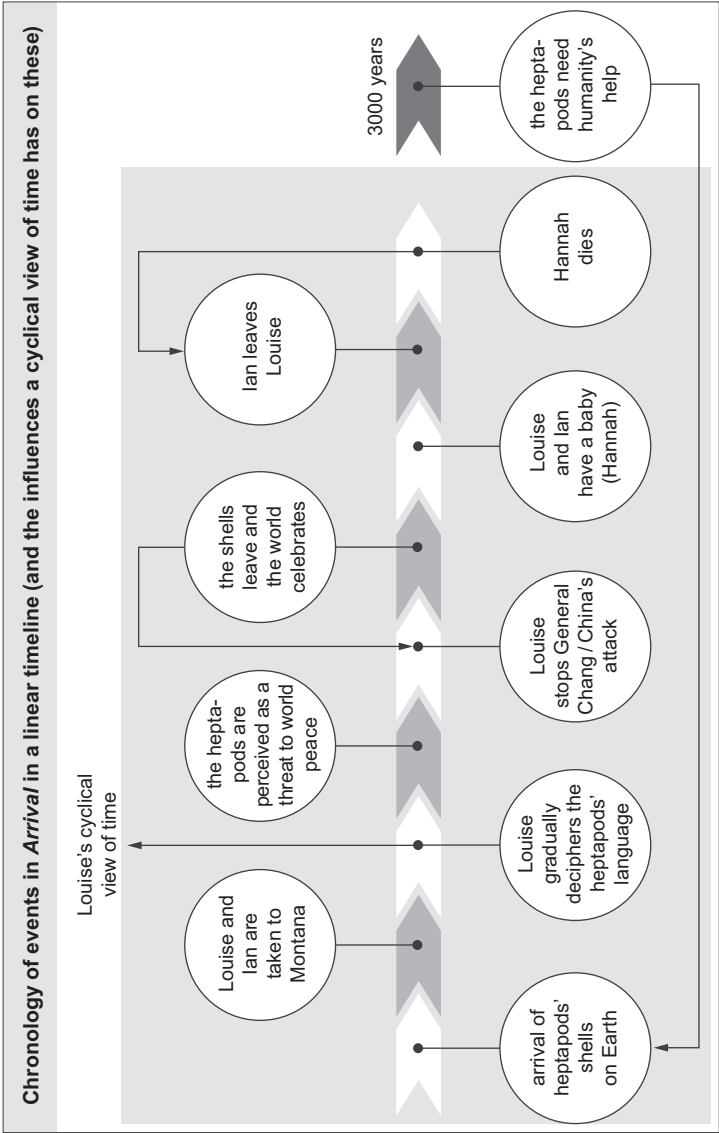 Chronology of events in Arrival in a linear timeline (and the influences a cyclical view of time has on these)
Louise's cyclical
view of time
Louise and
Ian are
taken to
Montana
the hepta-
pods are
perceived as a
threat to world
peace
the shells
leave and
the world
celebrates
Ian leaves
Louise
3000 years
arrival of
heptapods'
shells
on Earth
Louise
gradually
deciphers the
heptapods'
language
Louise
stops General
Chang / China's
attack
Louise
and Ian
have a baby
(Hannah)
Hannah
dies
the hepta-
pods need
humanity's
help